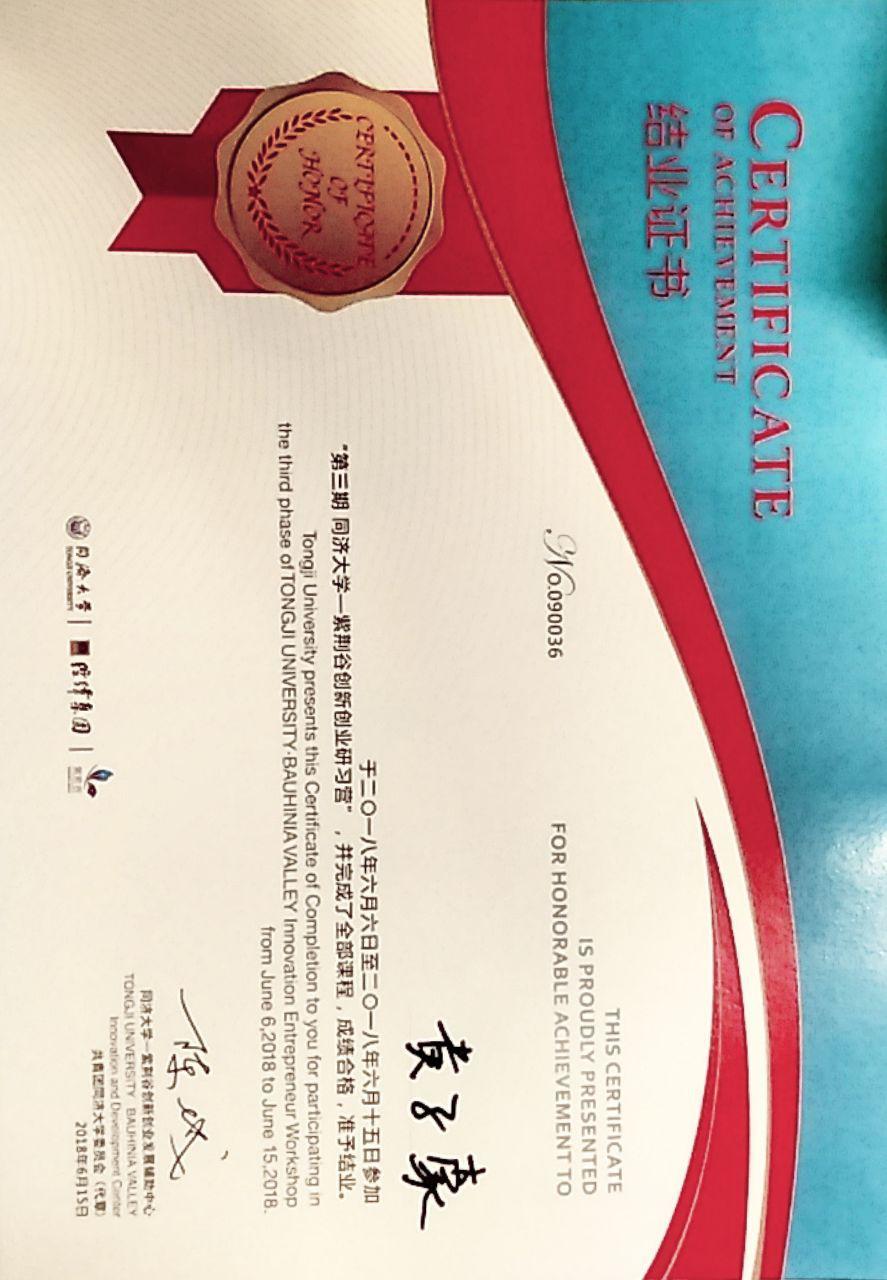 CERTIFICATE
OF ACHIEVEMENT
结业证书
THIS CERTIFICATE
IS PROUDLY PRESENTED
FOR HONORABLE ACHIEVEMENT TO
No.090036
黄子豪
于二〇一八年六月六日至二〇一八年六月十五日参加
“第三期 同济大学—紫荆谷创新创业研习营”，并完成了全部课程，成绩合格，准予结业。
Tongji University presents this Certificate of Completion to you for participating in
the third phase of TONGJI UNIVERSITY·BAUHINIA VALLEY Innovation Entrepreneur Workshop
from June 6,2018 to June 15,2018.
CERTIFICATE
OF
HONOR
陈
同济大学—紫荆谷创新创业发展辅助中心
TONGJI UNIVERSITY BAUHINIA VALLEY
Innovation and Development Center
共青团同济大学委员会（代章）
2018年6月15日
同济大学
TONGJI UNIVERSITY
集团
紫荆谷